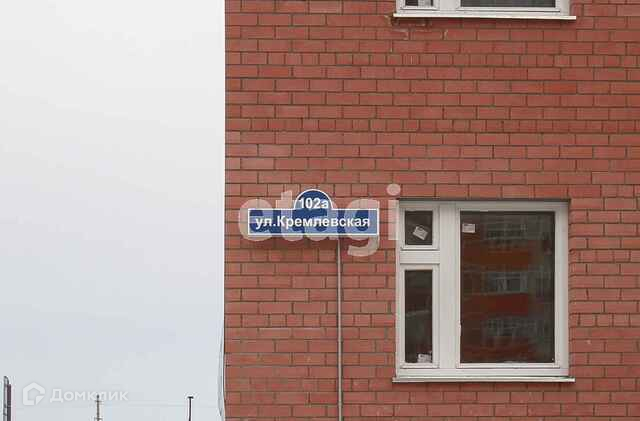 102а
ул.Кремлевская
etagi
Домклик